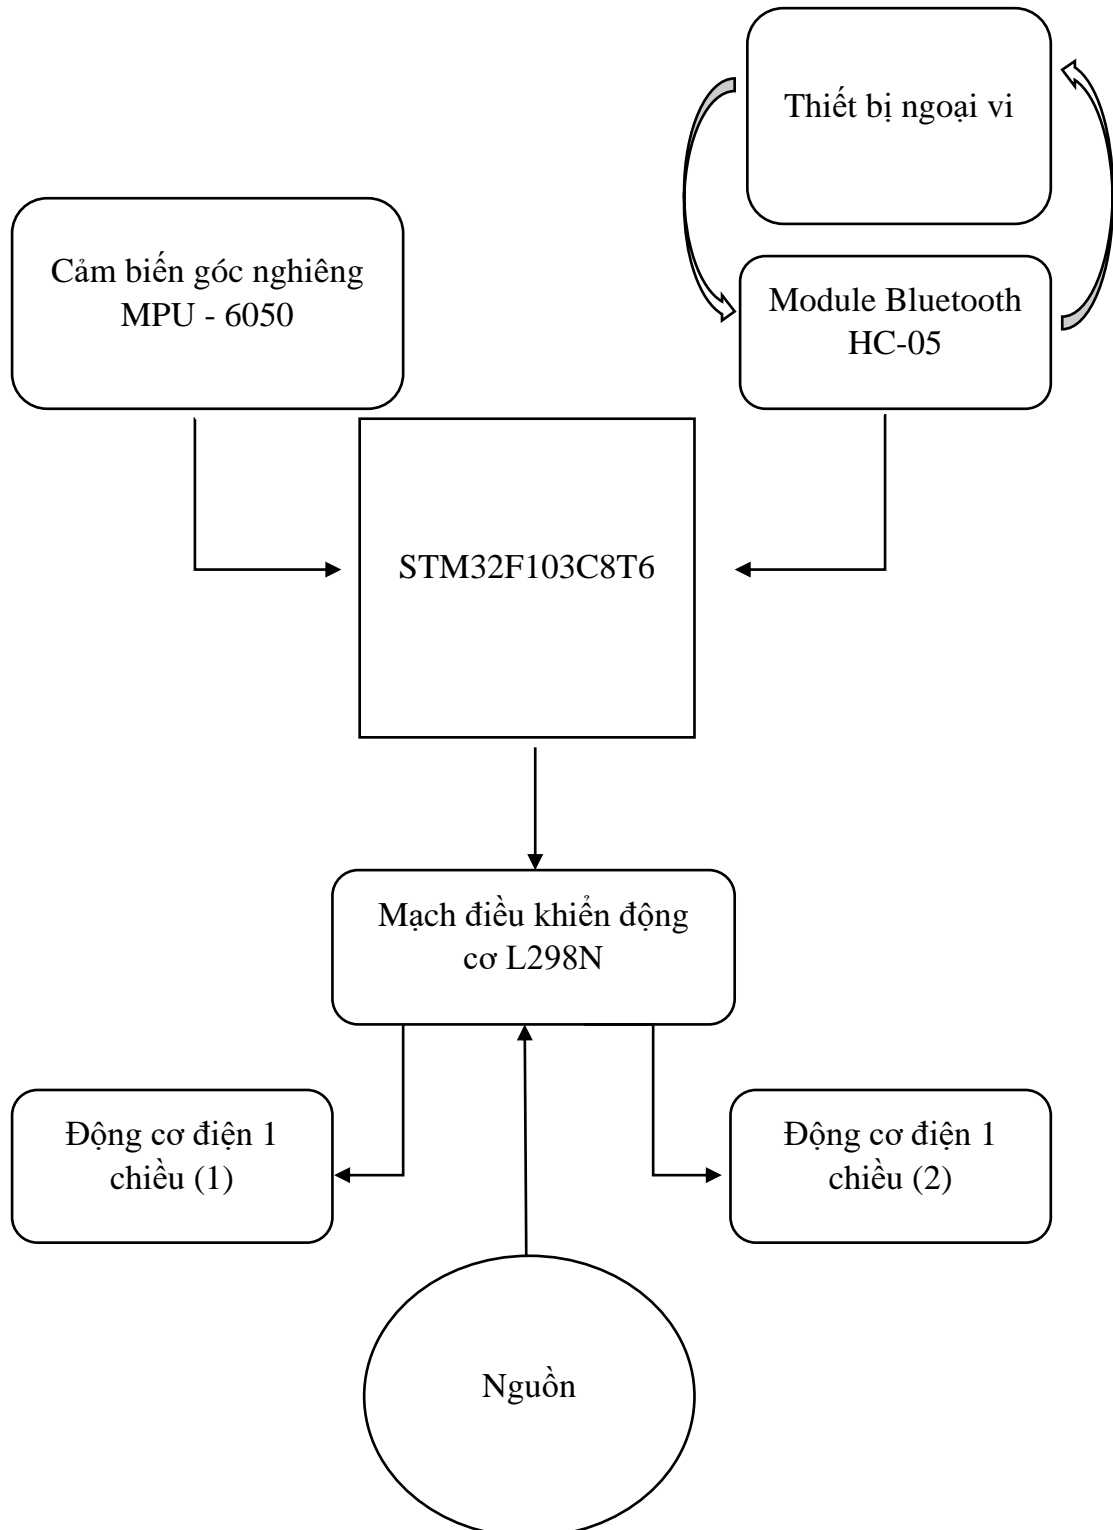 Thiết bị ngoại vi
Cảm biến góc nghiêng
MPU - 6050
Module Bluetooth
HC-05
STM32F103C8T6
Mạch điều khiển động
cơ L298N
Động cơ điện 1
chiều (1)
Động cơ điện 1
chiều (2)
Nguồn